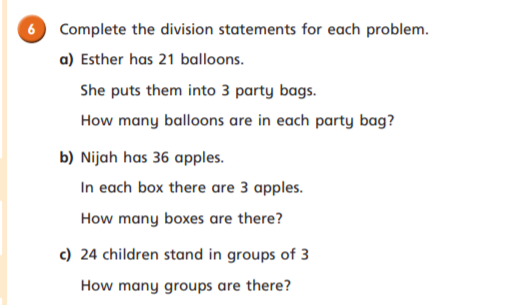 6 Complete the division statements for each problem.
a) Esther has 21 balloons.
She puts them into 3 party bags.
How many balloons are in each party bag?
b) Nijah has 36 apples.
In each box there are 3 apples.
How many boxes are there?
c) 24 children stand in groups of 3
How many groups are there?